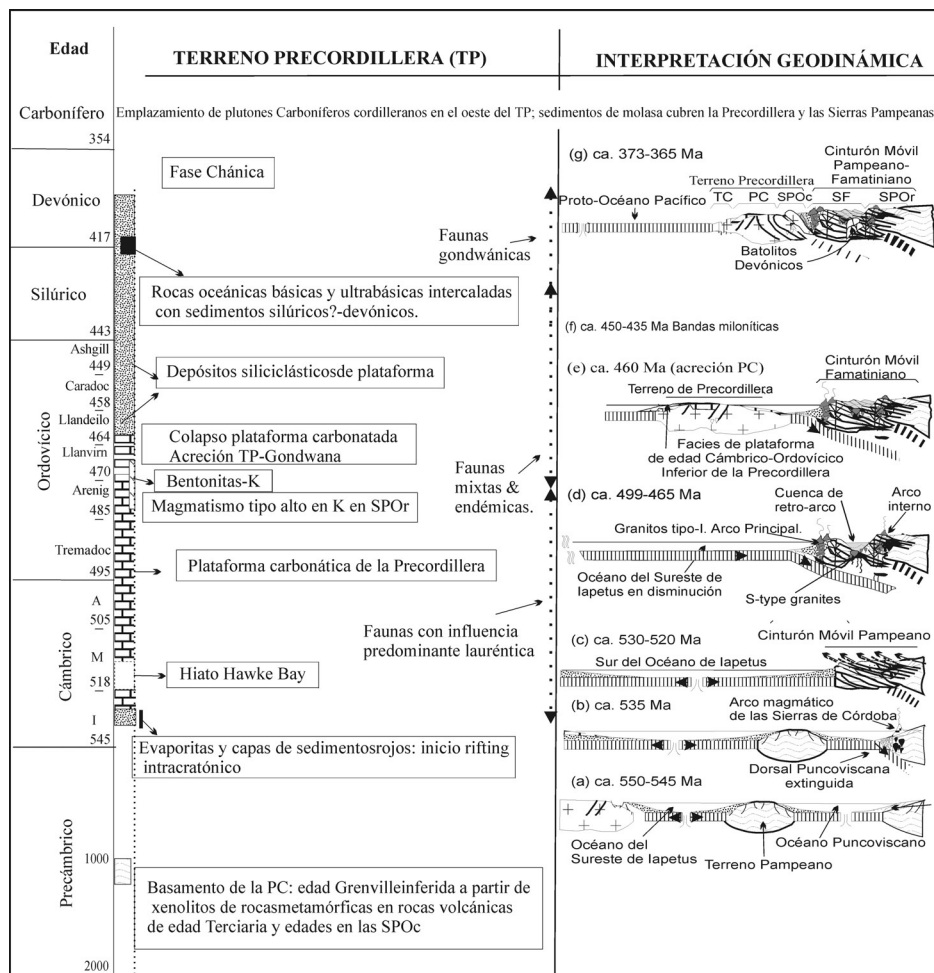 Edad
TERRENO PRECORDILLERA (TP)
INTERPRETACIÓN GEODINÁMICA
Carbonífero
354
Emplazamiento de plutones Carboníferos cordilleranos en el oeste del TP; sedimentos de molasa cubren la Precordillera y las Sierras Pampeanas
Devónico
417
Silúrico
443
Ordovícico
Ashgill
449
Caradoc
458
Llandeilo
464
Llanvirn
470
Arenig
485
Tremadoc
495
Cámbrico
A
505
M
518
I
545
Precámbrico
1000
2000
Fase Chánica
Rocas oceánicas básicas y ultrabásicas intercaladas
con sedimentos silúricos?-devónicos.
Depósitos siliciclásticosde plataforma
Colapso plataforma carbonatada
Acreción TP-Gondwana
Bentonitas-K
Magmatismo tipo alto en K en SPOr
Plataforma carbonática de la Precordillera
Hiato Hawke Bay
Evaporitas y capas de sedimentosrojos: inicio rifting
intracratónico
Basamento de la PC: edad Grenvilleinferida a partir de
xenolitos de rocasmetamórficas en rocas volcánicas
de edad Terciaria y edades en las SPOc
Faunas
gondwánicas
Faunas
mixtas &
endémicas.
Faunas con influencia
predominante lauréntica
(g) ca. 373-365 Ma
Cinturón Móvil
Pampeano-
Famatiniano
Terreno Precordillera
TC PC SPOc SF SPOr
Proto-Océano Pacífico
Batolitos
Devónicos
(f) ca. 450-435 Ma Bandas miloníticas
(e) ca. 460 Ma (acreción PC)
Cinturón Móvil
Famatiniano
Terreno de Precordillera
Facies de plataforma
de edad Cámbrico-Ordovícico
Inferior de la Precordillera
(d) ca. 499-465 Ma
Cuenca de
retro-arco
Arco
interno
Granitos tipo-I. Arco Principal.
Océano del Sureste de
Iapetus en disminución
S-type granites
(c) ca. 530-520 Ma
Cinturón Móvil Pampeano
Sur del Océano de Iapetus
(b) ca. 535 Ma
Arco magmático
de las Sierras de Córdoba
Dorsal Puncoviscana
extinguida
(a) ca. 550-545 Ma
Océano del
Sureste de Iapetus
Océano Puncoviscano
Terreno Pampeano